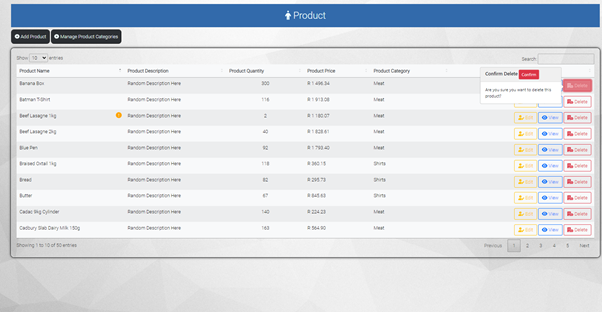 Product
Add Product Manage Product Categories
Show 10 entries Search
Product Name Product Description Product Quantity Product Price Product Category
Confirm Delete Confirm
Are you sure you want to delete this
product?
Banana Box Random Description Here 300 R 1 496.34 Meat Delete
Batman T-Shirt Random Description Here 116 R 1 913.08 Meat Delete
Beef Lasagne 1kg Random Description Here 2 R 1 180.07 Meat Edit View Delete
Beef Lasagne 2kg Random Description Here 40 R 1 828.61 Meat Edit View Delete
Blue Pen Random Description Here 92 R 1 793.40 Meat Edit View Delete
Braised Oxtail 1kg Random Description Here 118 R 360.15 Shirts Edit View Delete
Bread Random Description Here 82 R 295.73 Shirts Edit View Delete
Butter Random Description Here 67 R 845.63 Shirts Edit View Delete
Cadac 9kg Cylinder Random Description Here 140 R 224.23 Meat Edit View Delete
Cadbury Slab Dairy Milk 150g Random Description Here 163 R 564.90 Meat Edit View Delete
Showing 1 to 10 of 50 entries Previous 1 2 3 4 5 Next